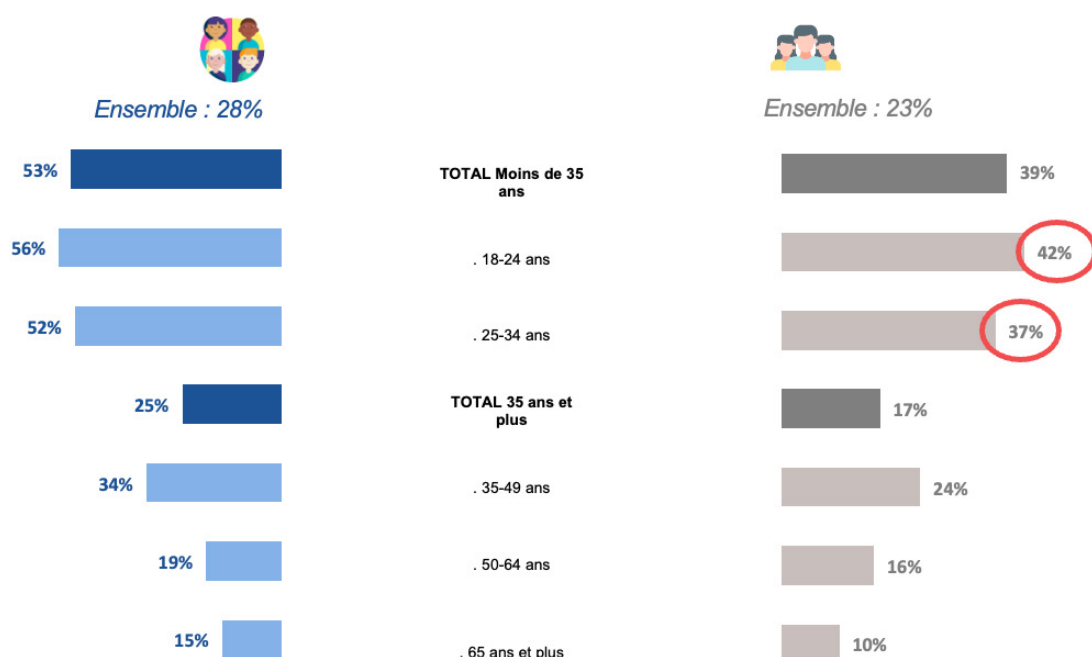 Ensemble : 28%
Ensemble : 23%
53%
TOTAL Moins de 35
ans
39%
56%
. 18-24 ans
42%
52%
. 25-34 ans
37%
25%
TOTAL 35 ans et
plus
17%
34%
. 35-49 ans
24%
19%
. 50-64 ans
16%
15%
. 65 ans et plus
10%